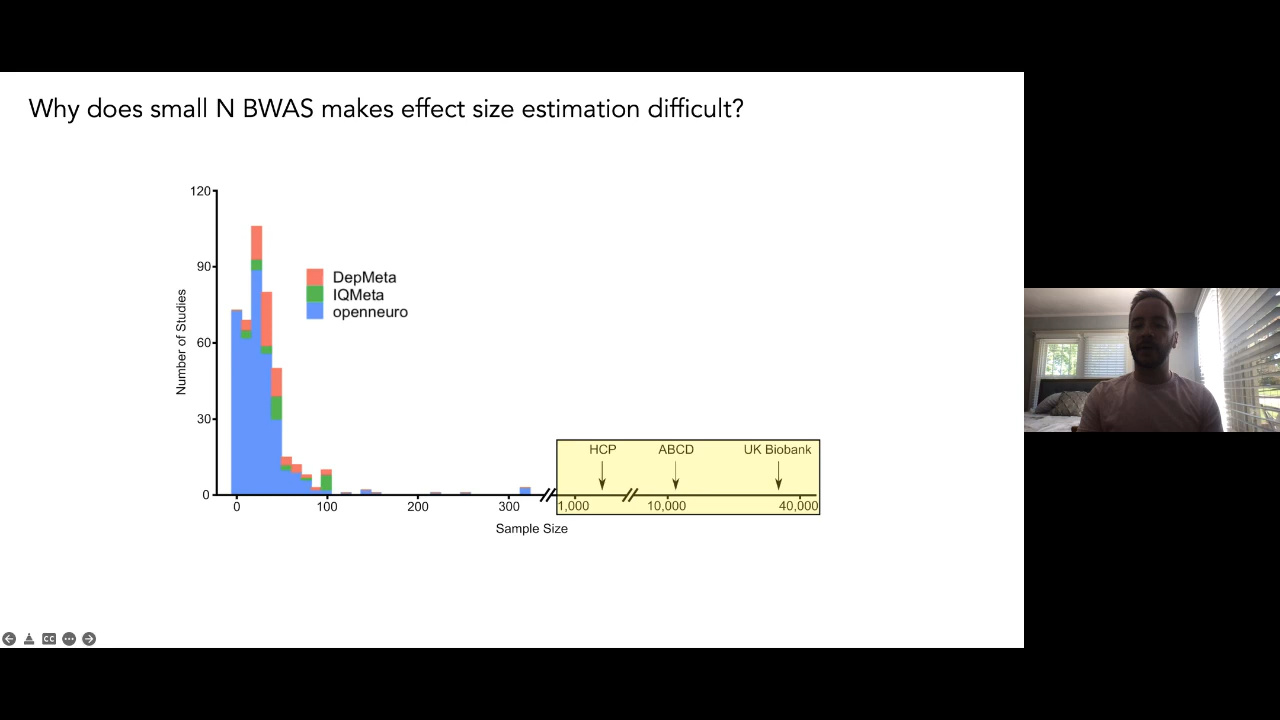 Why does small N BWAS makes effect size estimation difficult?
120
90
60
30
0
Number of Studies
DepMeta
IQMeta
openneuro
HCP ABCD UK Biobank
0 100 200 300 1,000 10,000 40,000
Sample Size
CC